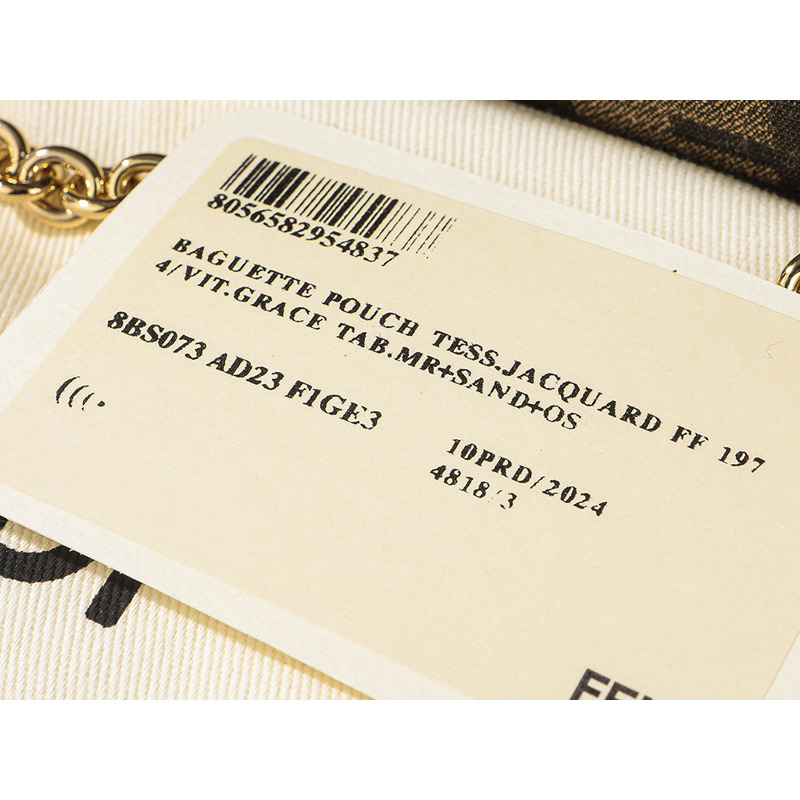 8056582954837
BAGUETTE POUCH TESS.JACQUARD FF 197
4/VIT.GRACE TAB.MR+SAND+OS
8BS073 AD23 F1GE3
10PRD/2024
4818/3